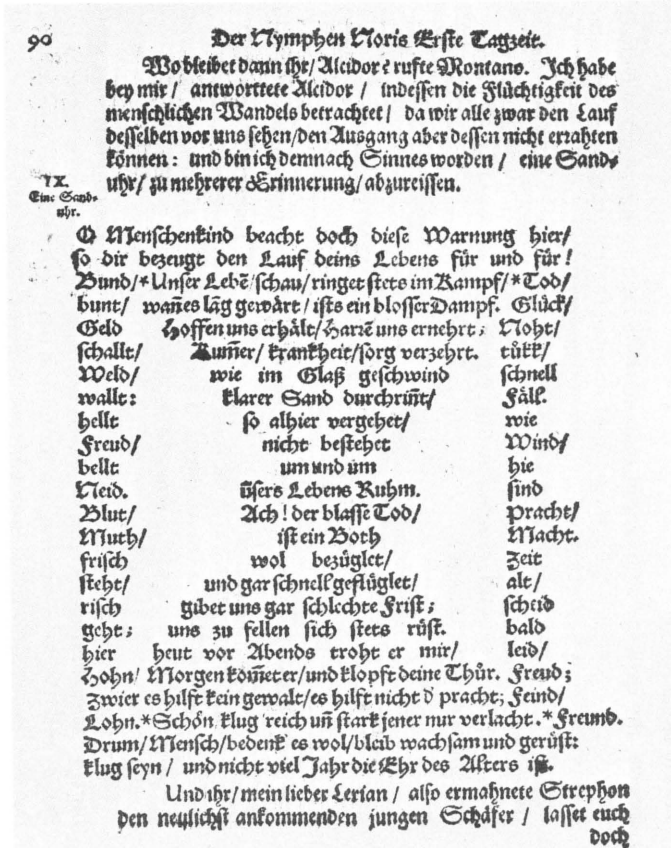 90 Der Nymphen Noris Erste Tagzeit.
Wo bleibet dann ihr/ Alcidor? rufte Montano. Ich habe
bey mir/ antworttete Alcidor / indessen die Flüchtigkeit des
menschlichen Wandels betrachtet/ da wir alle zwar den Lauf
desselben vor uns sehen/den Ausgang aber dessen nicht errahten
können: und bin ich demnach Sinnes worden / eine Sand-
uhr/ zu mehrerer Erinnerung/ abzureissen.
IX.
Eine Sand-
uhr.
O Menschenkind beacht doch diese Warnung hier/
so dir bezeugt den Lauf deins Lebens für und für!
Bund/*Unser Lebē/schau/ringet stets im Kampf/*Tod/
bunt/ wañes lāg gewärt/ists ein blosser Dampf. Glück/
Geld Hoffen uns erhält/Harrē uns ernehrt; Noht/
schallt/ Kum̃er/ krankheit/sorg verzehrt. tükk/
Weld/ wie im Glaß geschwind schnell
wallt: klarer Sand durchrin̄t/ Fäll.
hellt so alhier vergehet/ wie
Freud/ nicht bestehet Wind/
bellt um und üm hie
Neid. ūsers Lebens Ruhm. sind
Blut/ Ach! der blasse Tod/ Pracht/
Muth/ ist ein Both Macht.
frisch wol bezüglet/ Zeit
steht/ und gar schnell geflüglet/ alt/
risch gibet uns gar schlechte Frist; scheid
geht; uns zu fellen sich stets rüst. bald
hier heut vor Abends troht er mir/ leid/
Hohn/ Morgen kom̄et er/und klopft deine Thür. Freud;
Zwier es hilft kein gewalt/es hilft nicht d' pracht; Feind/
Lohn.*Schön klug reich uñ stark jener nur verlacht.*Freund.
Drum/Mensch/bedenk' es wol/bleib wachsam und gerüst:
klug seyn / und nicht viel Jahr die Ehr des Alters ist.
Und ihr/ mein lieber Lerian / also ermahnete Strephon
den neulichst ankommenden jungen Schäfer / lasset euch
doch